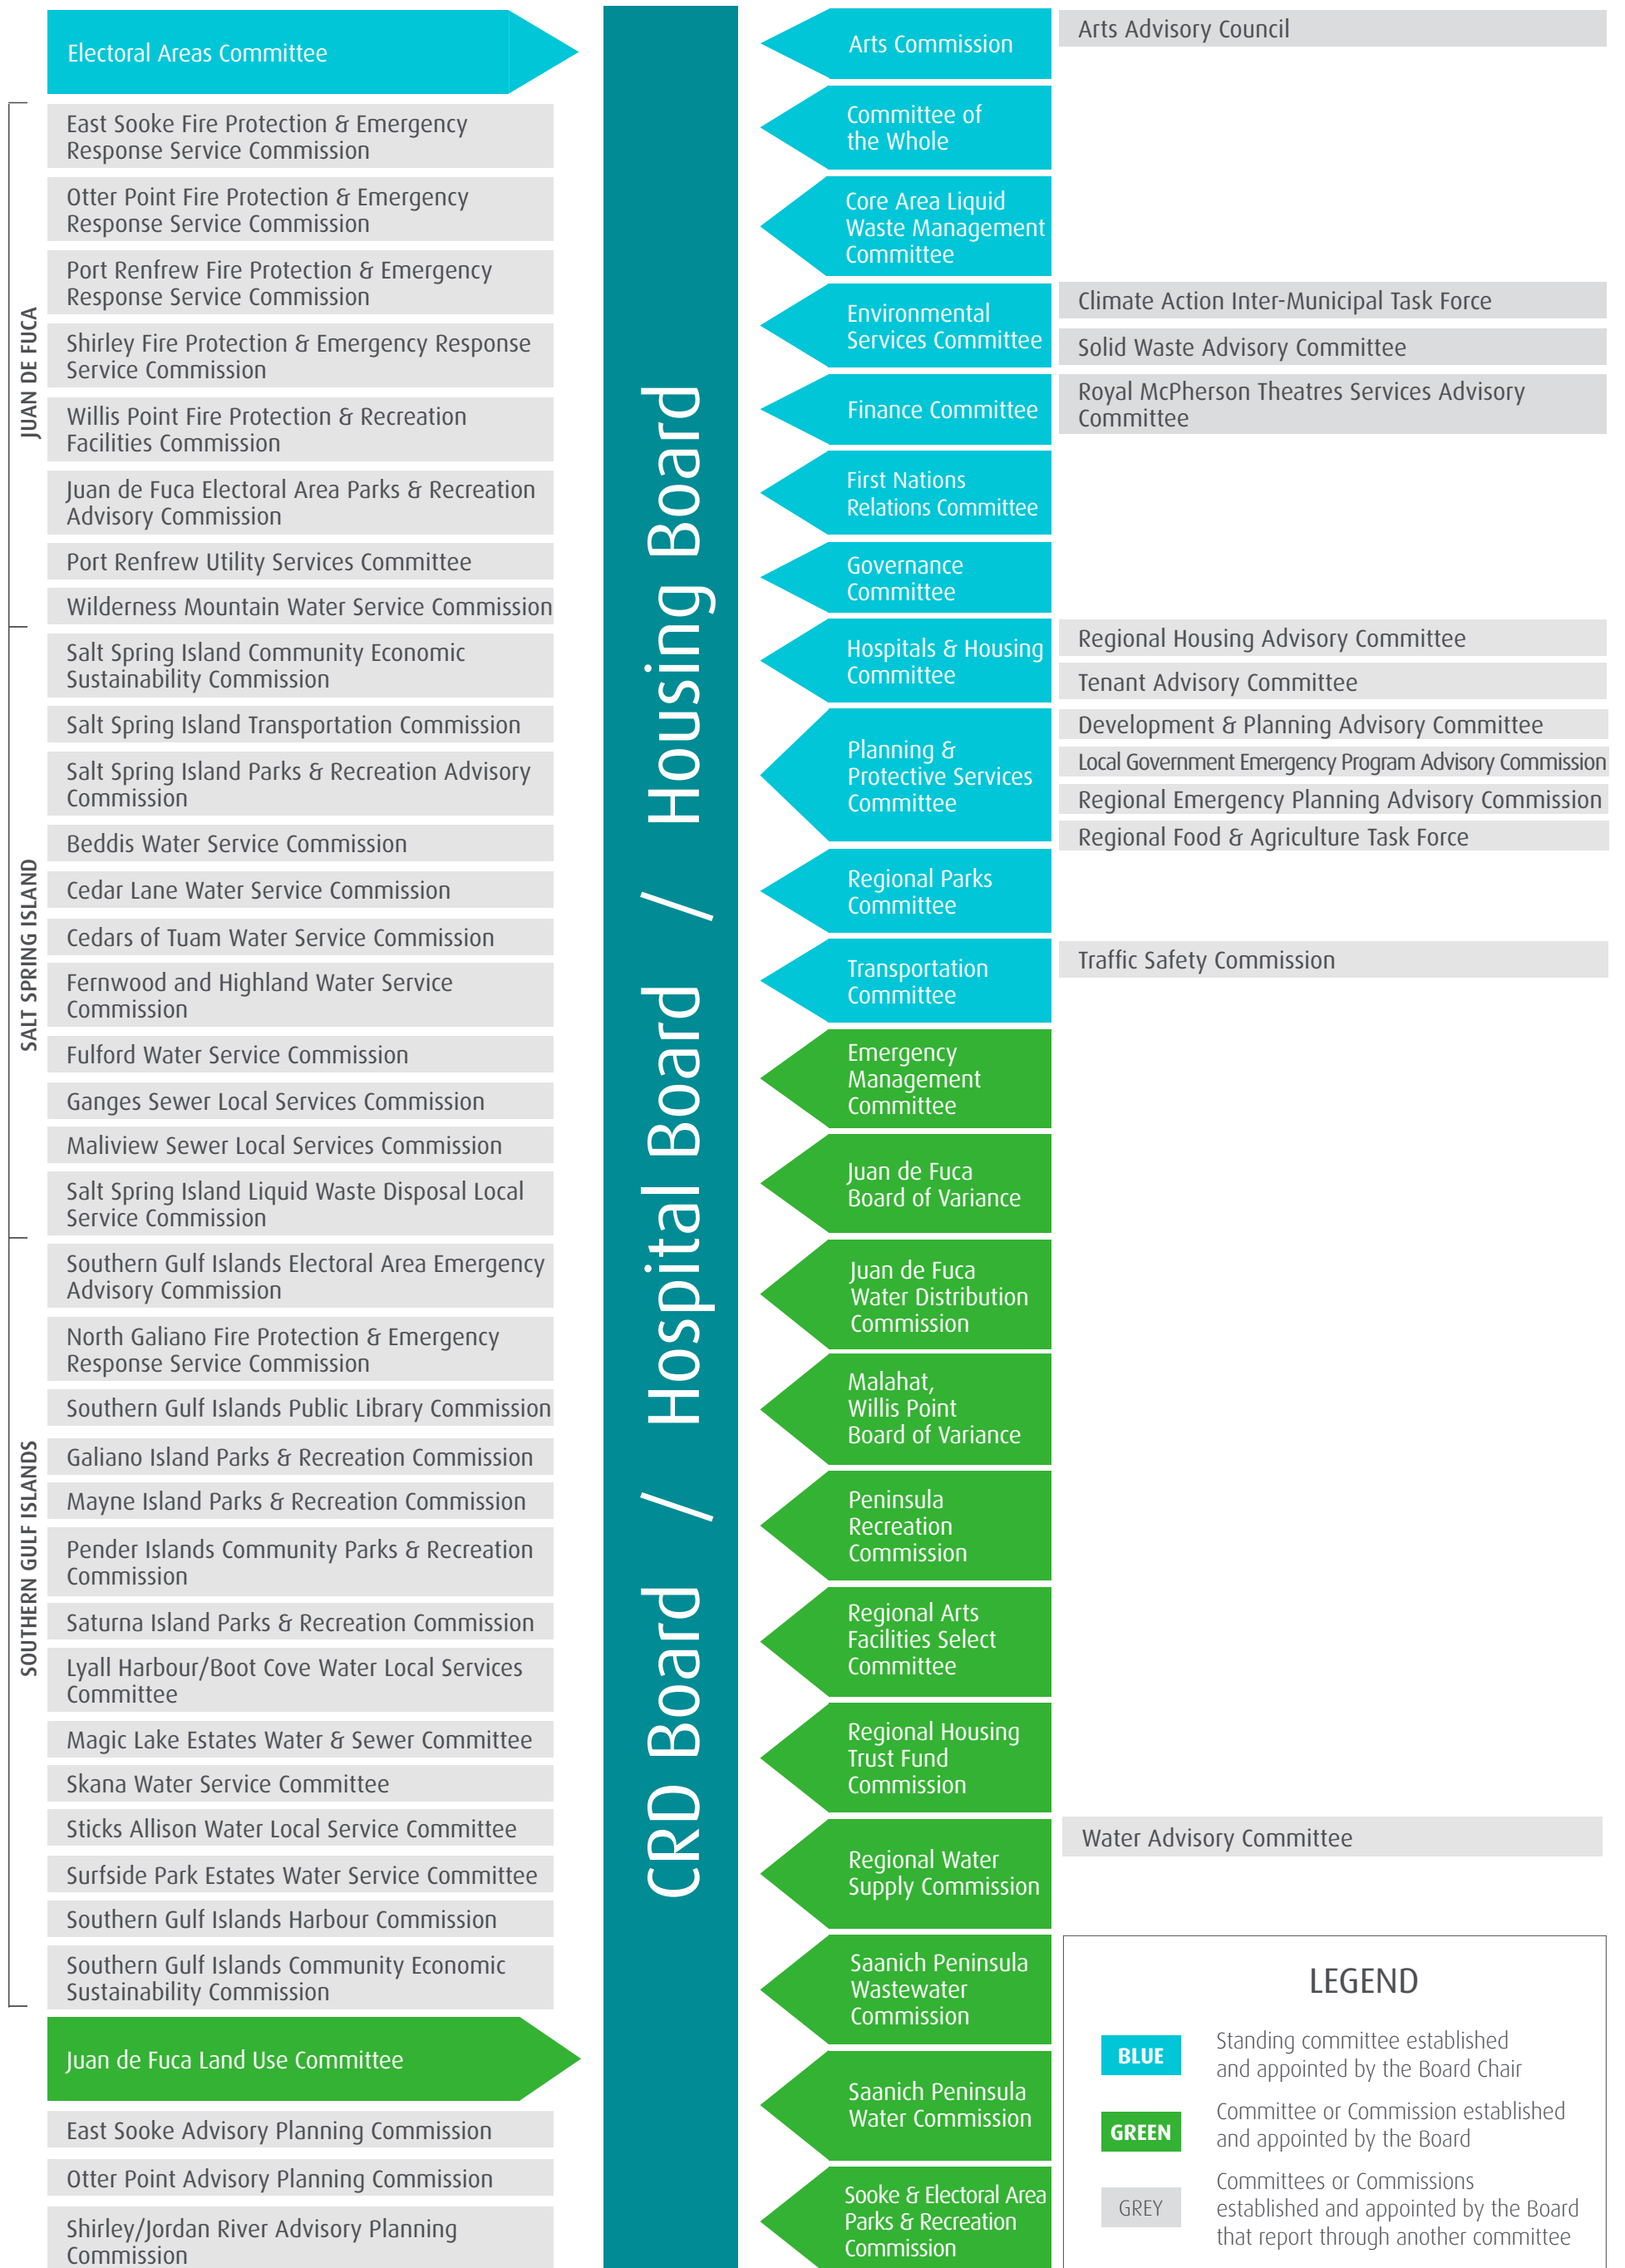 Electoral Areas Committee
JUAN DE FUCA
East Sooke Fire Protection & Emergency
Response Service Commission
Otter Point Fire Protection & Emergency
Response Service Commission
Port Renfrew Fire Protection & Emergency
Response Service Commission
Shirley Fire Protection & Emergency Response
Service Commission
Willis Point Fire Protection & Recreation
Facilities Commission
Juan de Fuca Electoral Area Parks & Recreation
Advisory Commission
Port Renfrew Utility Services Committee
Wilderness Mountain Water Service Commission
SALT SPRING ISLAND
Salt Spring Island Community Economic
Sustainability Commission
Salt Spring Island Transportation Commission
Salt Spring Island Parks & Recreation Advisory
Commission
Beddis Water Service Commission
Cedar Lane Water Service Commission
Cedars of Tuam Water Service Commission
Fernwood and Highland Water Service
Commission
Fulford Water Service Commission
Ganges Sewer Local Services Commission
Maliview Sewer Local Services Commission
Salt Spring Island Liquid Waste Disposal Local
Service Commission
SOUTHERN GULF ISLANDS
Southern Gulf Islands Electoral Area Emergency
Advisory Commission
North Galiano Fire Protection & Emergency
Response Service Commission
Southern Gulf Islands Public Library Commission
Galiano Island Parks & Recreation Commission
Mayne Island Parks & Recreation Commission
Pender Islands Community Parks & Recreation
Commission
Saturna Island Parks & Recreation Commission
Lyall Harbour/Boot Cove Water Local Services
Committee
Magic Lake Estates Water & Sewer Committee
Skana Water Service Committee
Sticks Allison Water Local Service Committee
Surfside Park Estates Water Service Committee
Southern Gulf Islands Harbour Commission
Southern Gulf Islands Community Economic
Sustainability Commission
Juan de Fuca Land Use Committee
East Sooke Advisory Planning Commission
Otter Point Advisory Planning Commission
Shirley/Jordan River Advisory Planning
Commission
CRD Board / Hospital Board / Housing Board
Arts Commission
Arts Advisory Council
Committee of
the Whole
Core Area Liquid
Waste Management
Committee
Environmental
Services Committee
Climate Action Inter-Municipal Task Force
Solid Waste Advisory Committee
Finance Committee
Royal McPherson Theatres Services Advisory
Committee
First Nations
Relations Committee
Governance
Committee
Hospitals & Housing
Committee
Regional Housing Advisory Committee
Tenant Advisory Committee
Planning &
Protective Services
Committee
Development & Planning Advisory Committee
Local Government Emergency Program Advisory Commission
Regional Emergency Planning Advisory Commission
Regional Food & Agriculture Task Force
Regional Parks
Committee
Transportation
Committee
Traffic Safety Commission
Emergency
Management
Committee
Juan de Fuca
Board of Variance
Juan de Fuca
Water Distribution
Commission
Malahat,
Willis Point
Board of Variance
Peninsula
Recreation
Commission
Regional Arts
Facilities Select
Committee
Regional Housing
Trust Fund
Commission
Regional Water
Supply Commission
Water Advisory Committee
Saanich Peninsula
Wastewater
Commission
Saanich Peninsula
Water Commission
Sooke & Electoral Area
Parks & Recreation
Commission
LEGEND
BLUE
Standing committee established
and appointed by the Board Chair
GREEN
Committee or Commission established
and appointed by the Board
GREY
Committees or Commissions
established and appointed by the Board
that report through another committee